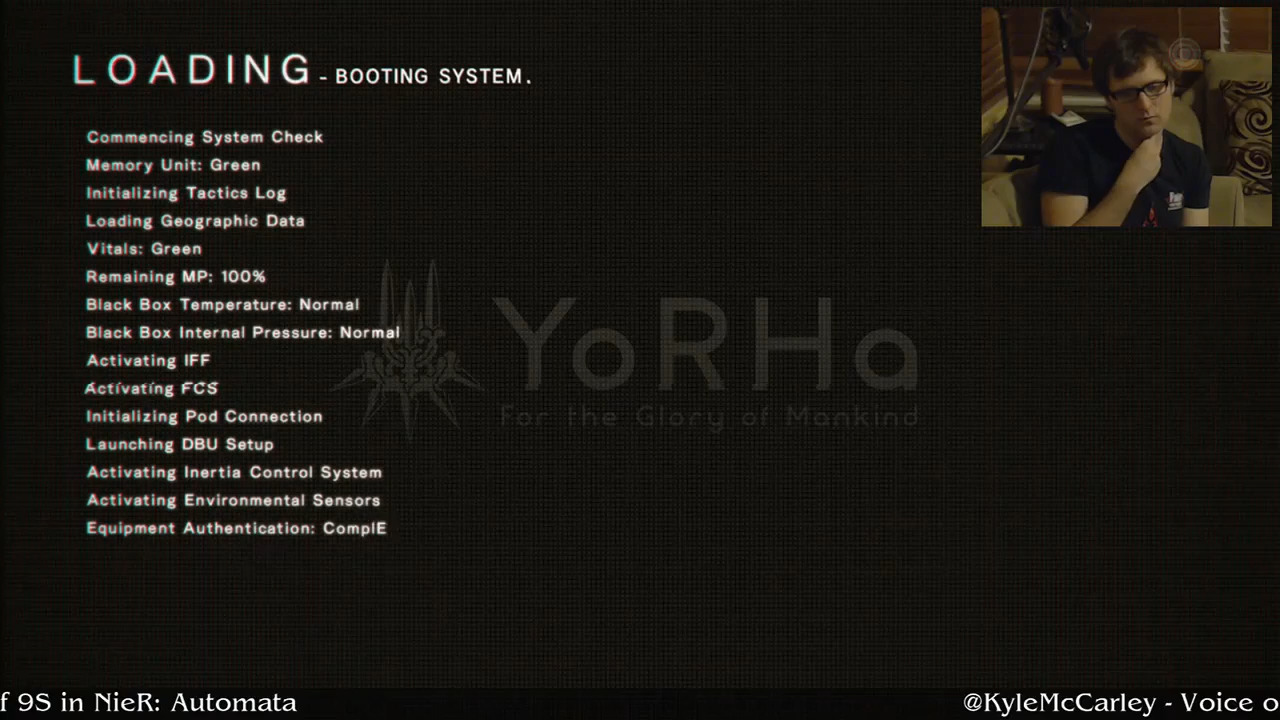 LOADING - BOOTING SYSTEM.
Commencing System Check
Memory Unit: Green
Initializing Tactics Log
Loading Geographic Data
Vitals: Green
Remaining MP: 100%
Black Box Temperature: Normal
Black Box Internal Pressure: Normal
Activating IFF
Activating FCS
Initializing Pod Connection
Launching DBU Setup
Activating Inertia Control System
Activating Environmental Sensors
Equipment Authentication: ComplE
YoRHa
For the Glory of Mankind
f 9S in NieR: Automata
@KyleMcCarley - Voice o